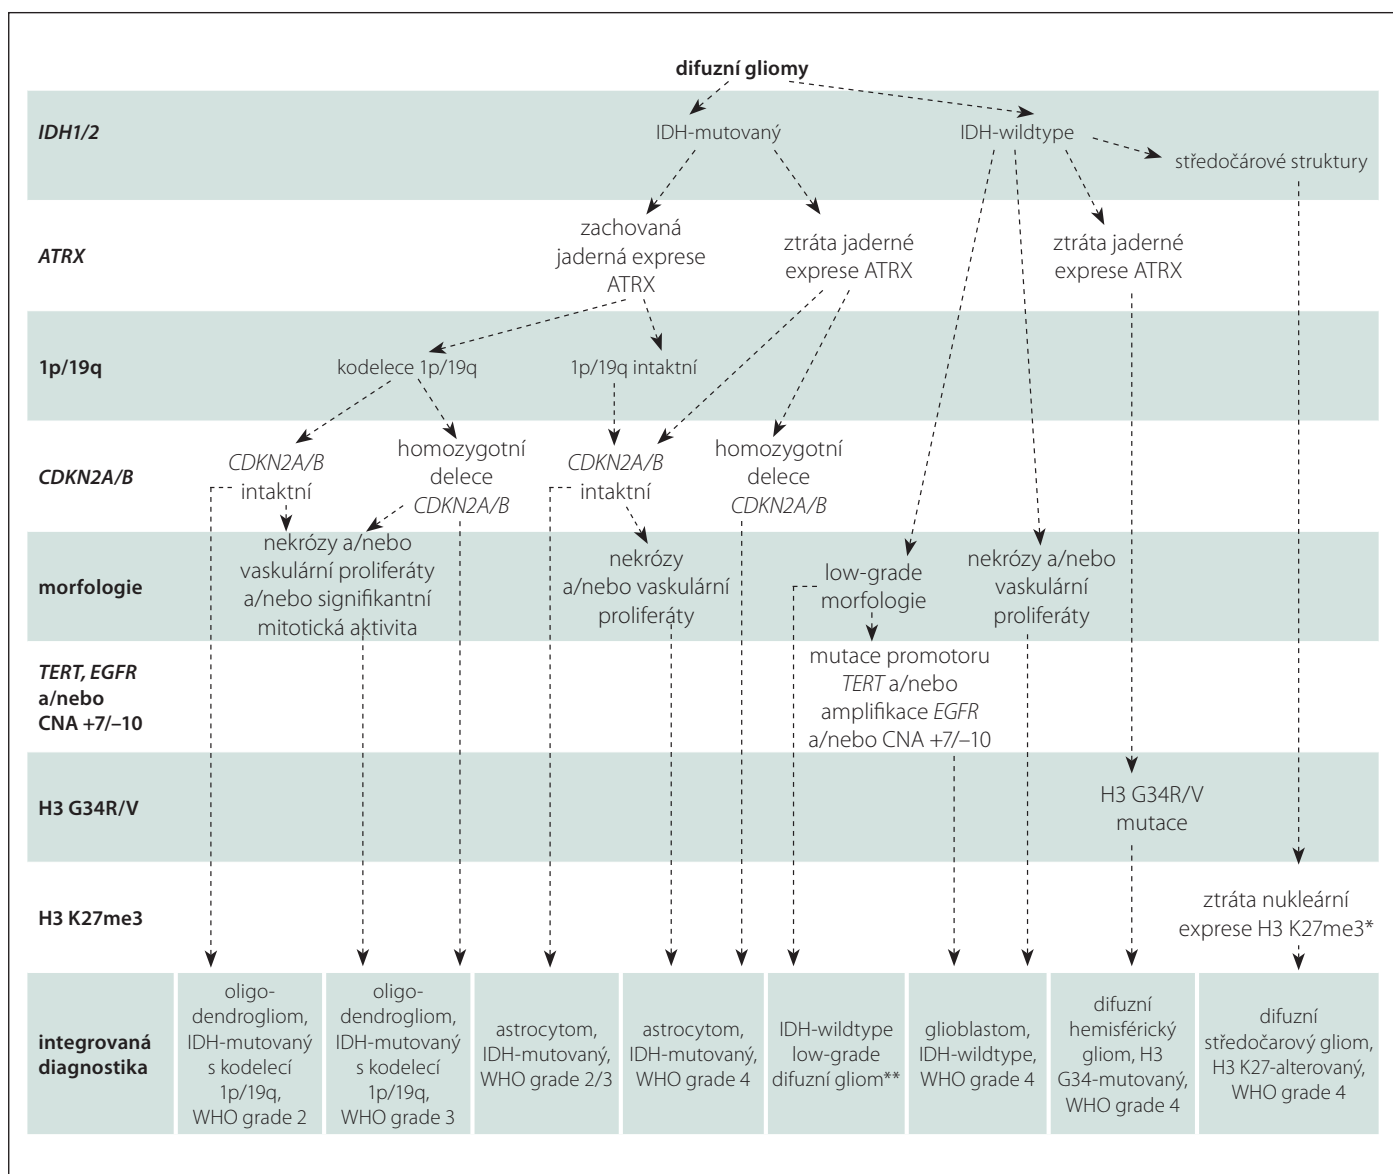 difuzní gliomy
IDH1/2
IDH-mutovaný
IDH-wildtype
středočárové struktury
ATRX
zachovaná
jaderná exprese
ATRX
ztráta jaderné
exprese ATRX
ztráta jaderné
exprese ATRX
1p/19q
kodelece 1p/19q
1p/19q intaktní
CDKN2A/B
CDKN2A/B
intaktní
homozygotní
delece
CDKN2A/B
CDKN2A/B
intaktní
homozygotní
delece
CDKN2A/B
morfologie
nekrózy a/nebo
vaskulární proliferáty
a/nebo signifikantní
mitotická aktivita
nekrózy
a/nebo vaskulární
proliferáty
low-grade
morfologie
nekrózy a/nebo
vaskulární
proliferáty
TERT, EGFR
a/nebo
CNA +7/–10
mutace promotoru
TERT a/nebo
amplifikace EGFR
a/nebo CNA +7/–10
H3 G34R/V
H3 G34R/V
mutace
H3 K27me3
ztráta nukleární
exprese H3 K27me3*
integrovaná
diagnostika
oligo-
dendrogliom,
IDH-mutovaný
s kodelecí
1p/19q,
WHO grade 2
oligo-
dendrogliom,
IDH-mutovaný
s kodelecí
1p/19q,
WHO grade 3
astrocytom,
IDH-mutovaný,
WHO grade 2/3
astrocytom,
IDH-mutovaný,
WHO grade 4
IDH-wildtype
low-grade
difuzní gliom**
glioblastom,
IDH-wildtype,
WHO grade 4
difuzní
hemisférický
gliom, H3
G34-mutovaný,
WHO grade 4
difuzní
středočarový gliom,
H3 K27-alterovaný,
WHO grade 4